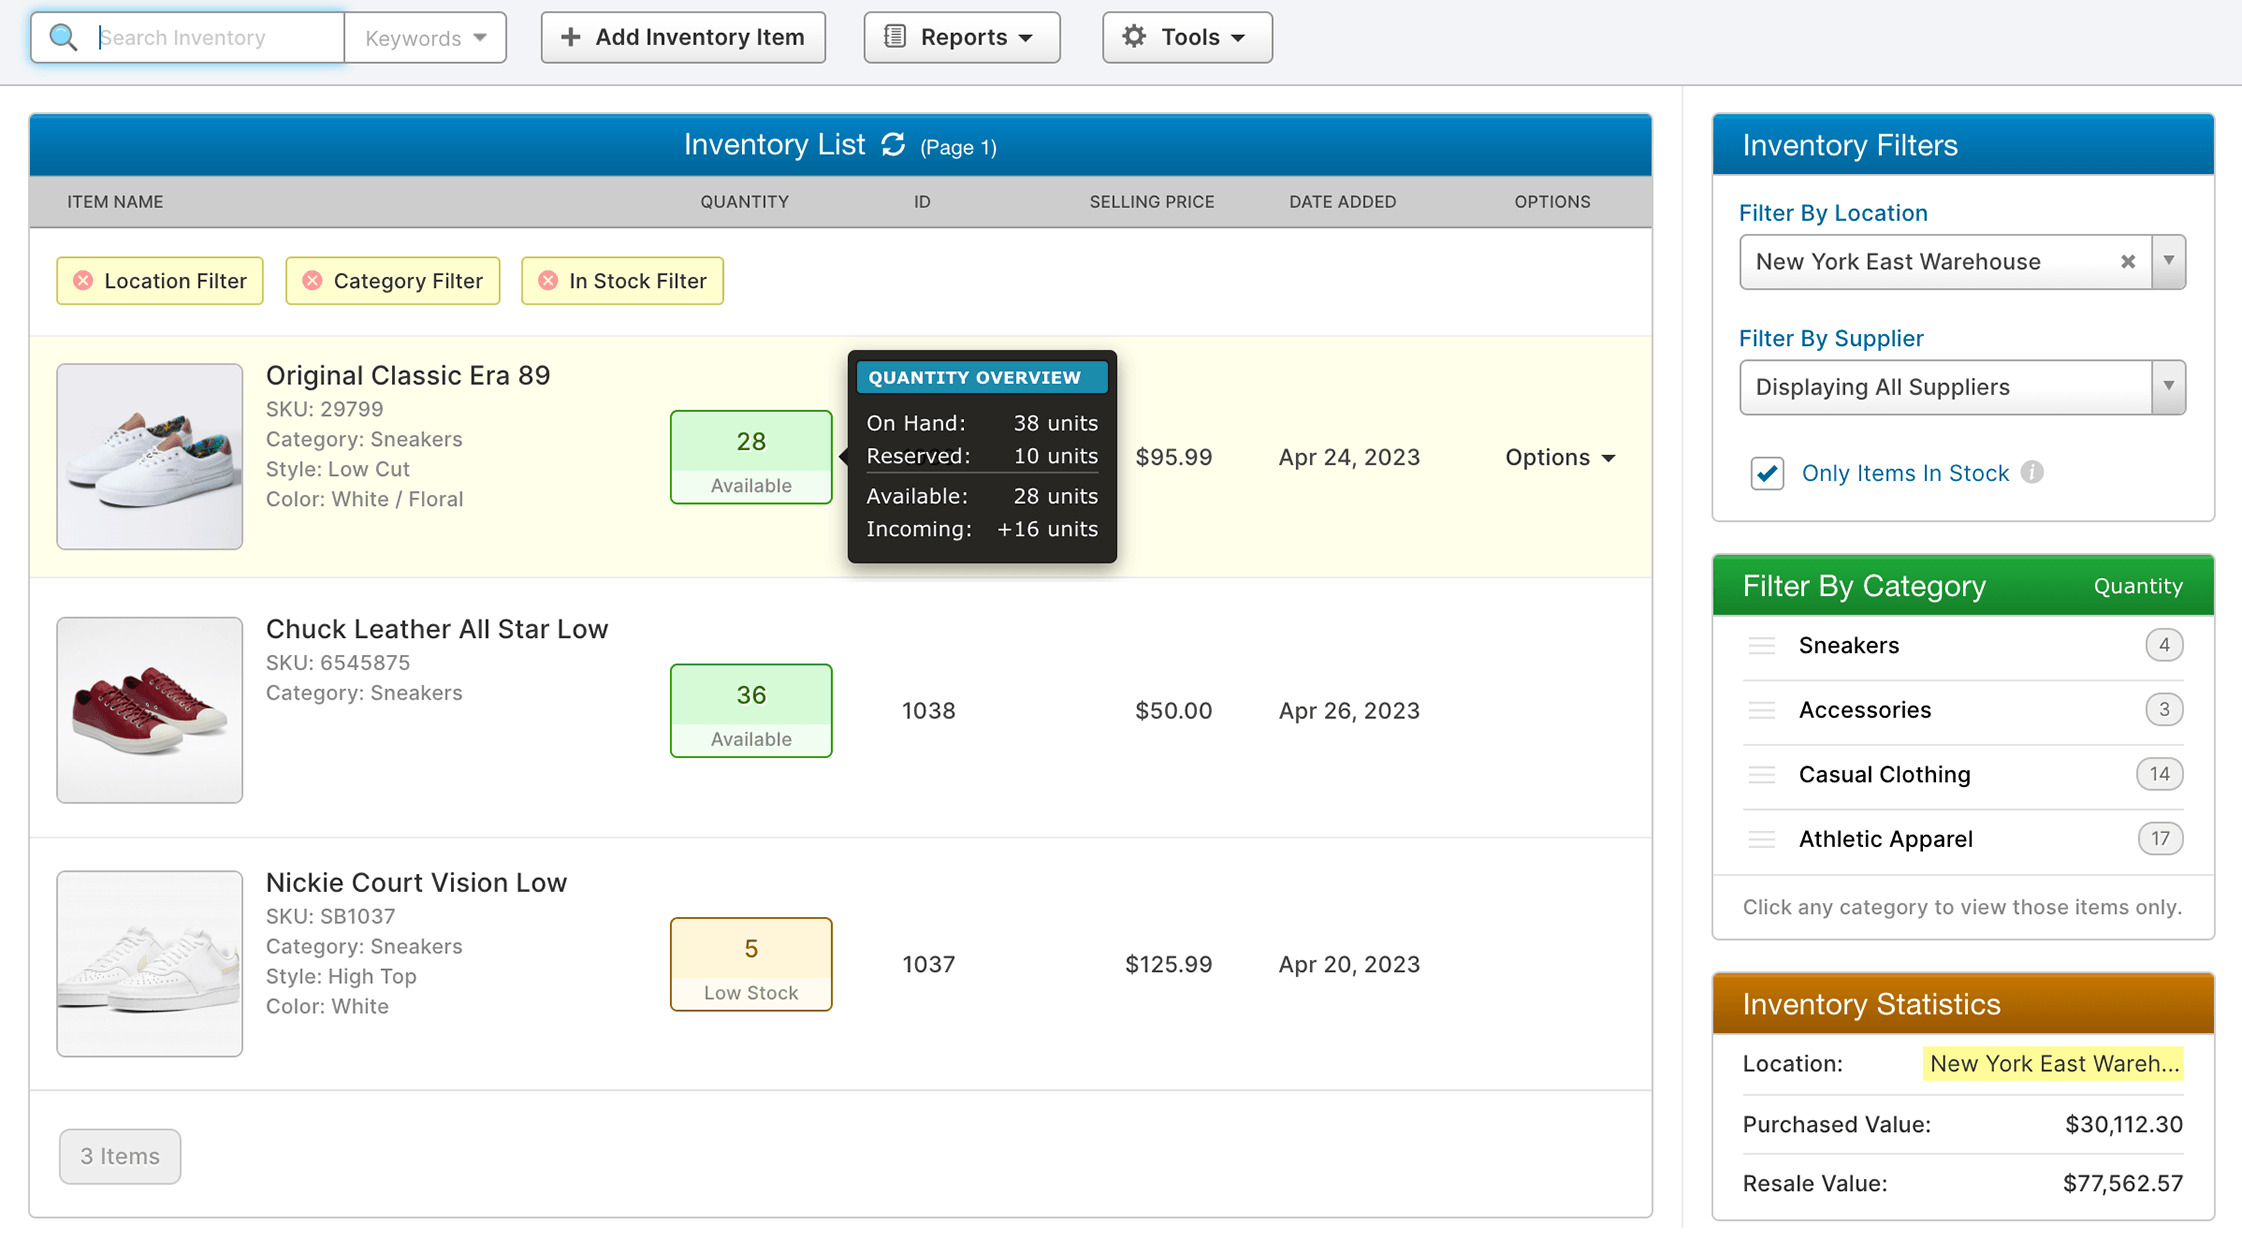 Search Inventory
Keywords
Add Inventory Item
Reports
Tools
Inventory List (Page 1)
ITEM NAME QUANTITY ID SELLING PRICE DATE ADDED OPTIONS
Location Filter
Category Filter
In Stock Filter
Original Classic Era 89
SKU: 29799
Category: Sneakers
Style: Low Cut
Color: White / Floral
28
Available
QUANTITY OVERVIEW
On Hand: 38 units
Reserved: 10 units
Available: 28 units
Incoming: +16 units
$95.99
Apr 24, 2023
Options
Chuck Leather All Star Low
SKU: 6545875
Category: Sneakers
36
Available
1038
$50.00
Apr 26, 2023
Nickie Court Vision Low
SKU: SB1037
Category: Sneakers
Style: High Top
Color: White
5
Low Stock
1037
$125.99
Apr 20, 2023
3 Items
Inventory Filters
Filter By Location
New York East Warehouse
Filter By Supplier
Displaying All Suppliers
Only Items In Stock
Filter By Category Quantity
Sneakers 4
Accessories 3
Casual Clothing 14
Athletic Apparel 17
Click any category to view those items only.
Inventory Statistics
Location: New York East Wareh...
Purchased Value: $30,112.30
Resale Value: $77,562.57